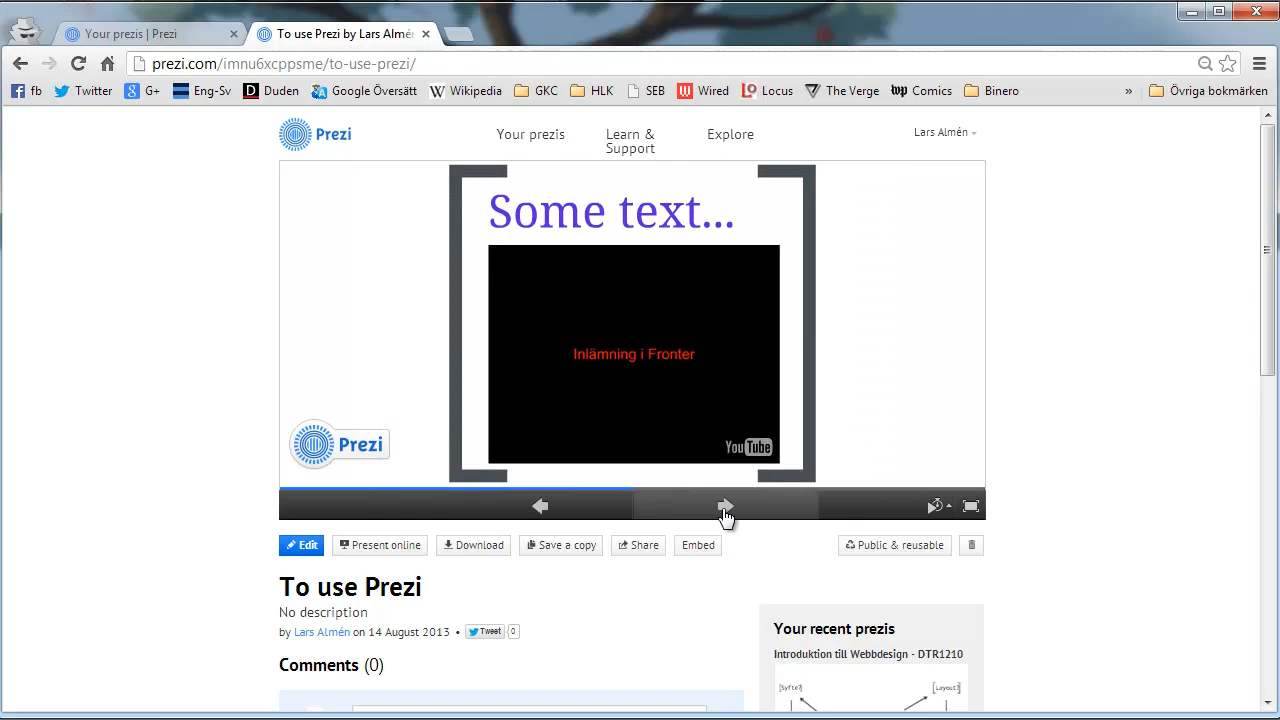 Your prezis | Prezi
To use Prezi by Lars Almén
prezi.com/imnu6xcppsme/to-use-prezi/
fb Twitter G+ Eng-Sv Duden Google Översätt Wikipedia GKC HLK SEB Wired Locus The Verge Comics Binero » Övriga bokmärken
Prezi
Your prezis
Learn &
Support
Explore
Lars Almén
Some text...
Inlämning i Fronter
YouTube
Prezi
Edit Present online Download Save a copy Share Embed Public & reusable
To use Prezi
No description
by Lars Almén on 14 August 2013 • Tweet 0
Comments (0)
Your recent prezis
Introduktion till Webbdesign - DTR1210
[Syfte?] [Layout?]